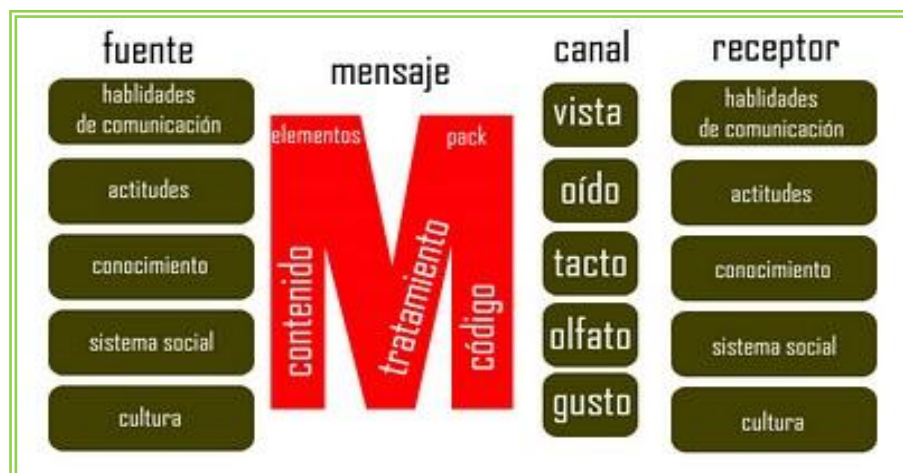 fuente
hablidades
de comunicación
actitudes
conocimiento
sistema social
cultura
mensaje
elementos
pack
contenido
tratamiento
código
canal
vista
oído
tacto
olfato
gusto
receptor
hablidades
de comunicación
actitudes
conocimiento
sistema social
cultura